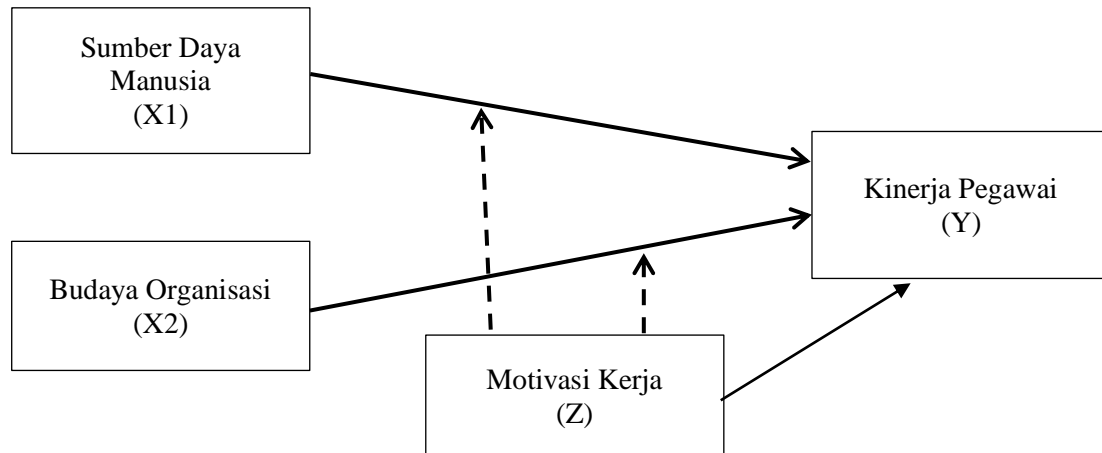 Sumber Daya
Manusia
(X1)
Kinerja Pegawai
(Y)
Budaya Organisasi
(X2)
Motivasi Kerja
(Z)